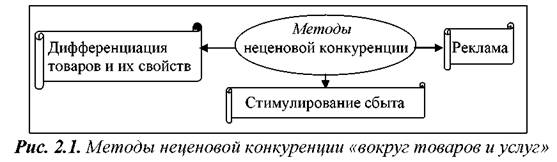 Методы
неценовой конкуренции
Дифференциация
товаров и их свойств
Реклама
Стимулирование сбыта
Рис. 2.1. Методы неценовой конкуренции «вокруг товаров и услуг»